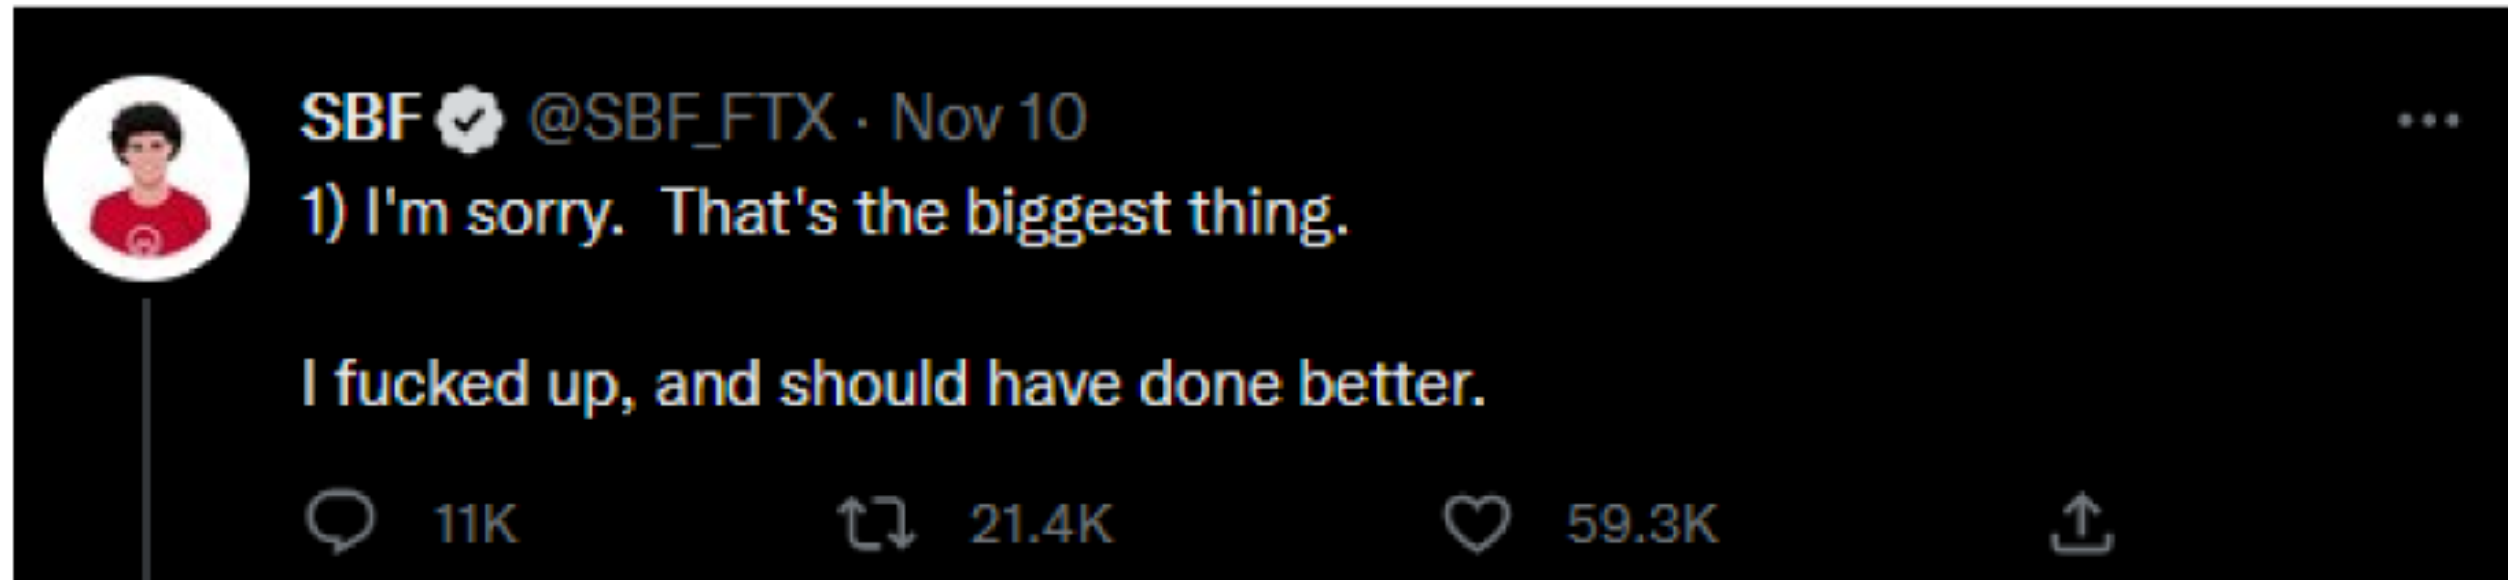 SBF @SBF_FTX · Nov 10
1) I'm sorry.  That's the biggest thing.
I fucked up, and should have done better.
11K 21.4K 59.3K